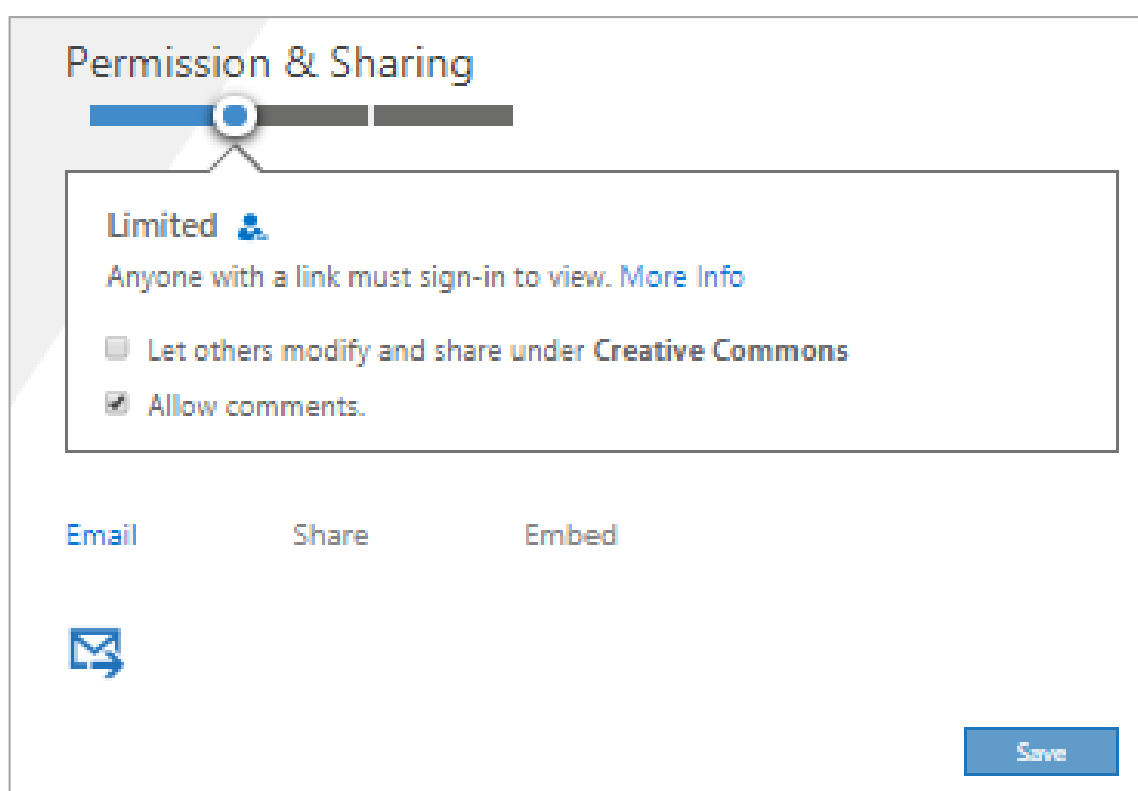 Permission & Sharing
Limited
Anyone with a link must sign-in to view. More Info
Let others modify and share under Creative Commons
Allow comments.
Email Share Embed
Save